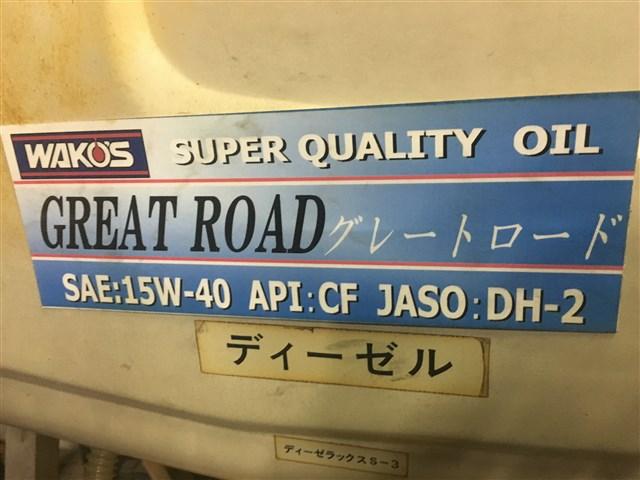 WAKO'S SUPER QUALITY OIL
GREAT ROAD グレートロード
SAE:15W-40 API:CF JASO:DH-2
ディーゼル
ディーゼラックスS-3